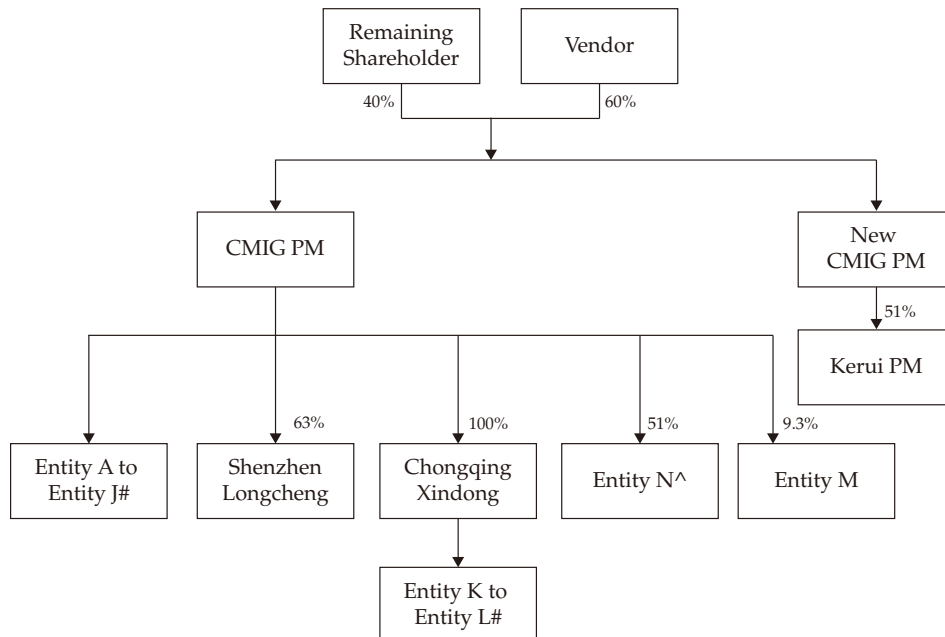 Remaining
Shareholder
Vendor
40%
60%
CMIG PM
New
CMIG PM
51%
Kerui PM
63%
100%
51%
9.3%
Entity A to
Entity J#
Shenzhen
Longcheng
Chongqing
Xindong
Entity N^
Entity M
Entity K to
Entity L#